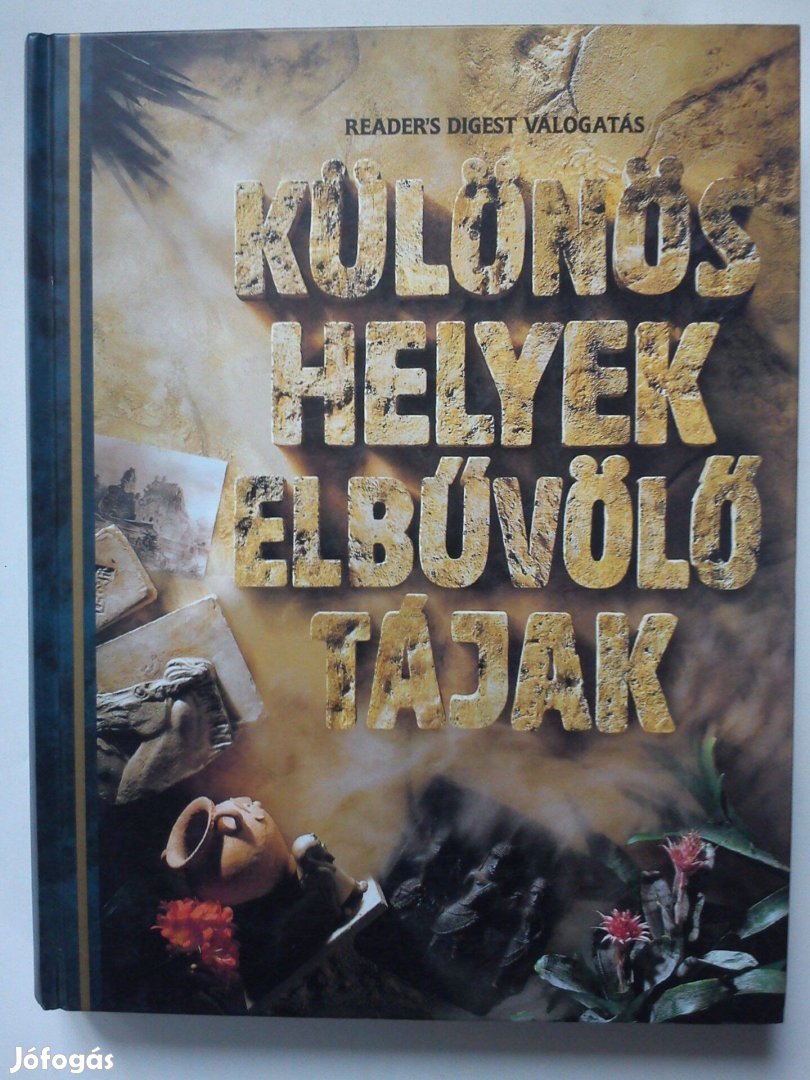 READER'S DIGEST VÁLOGATÁS
KÜLÖNÖS
HELYEK
ELBŰVÖLŐ
TÁJAK
Jófogás